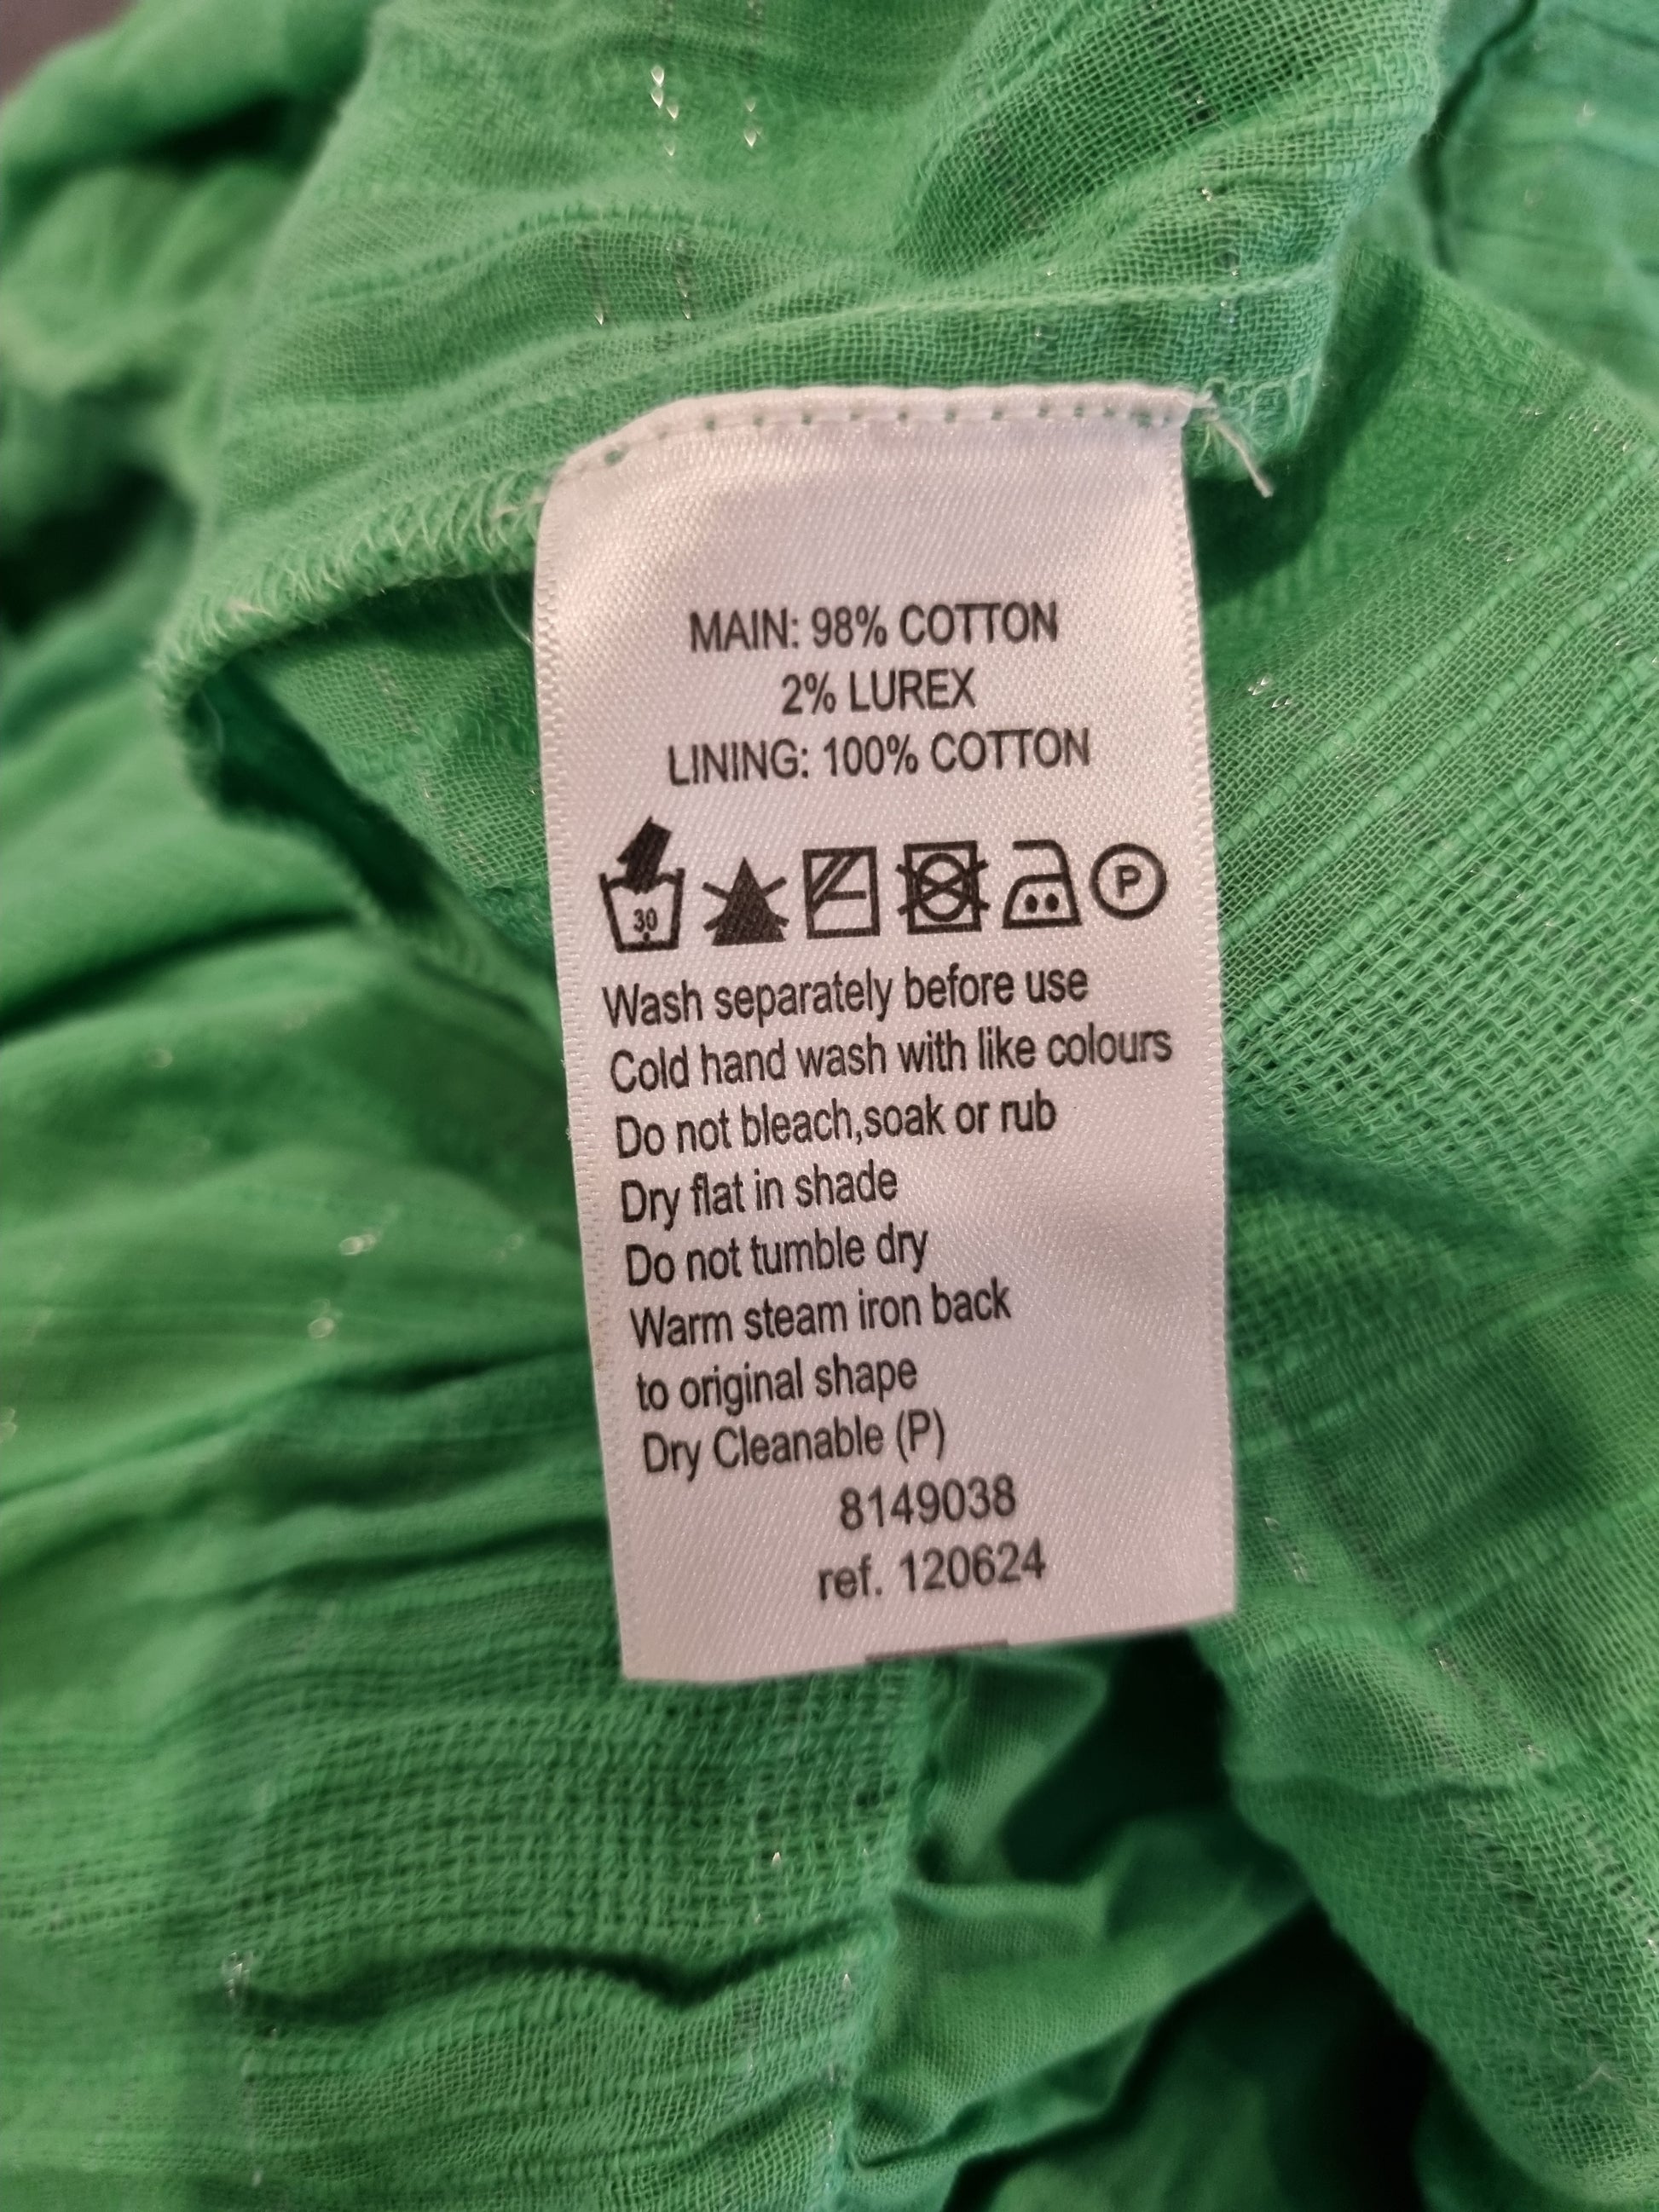 MAIN: 98% COTTON
2% LUREX
LINING: 100% COTTON
30
P
Wash separately before use
Cold hand wash with like colours
Do not bleach,soak or rub
Dry flat in shade
Do not tumble dry
Warm steam iron back
to original shape
Dry Cleanable (P)
8149038
ref. 120624